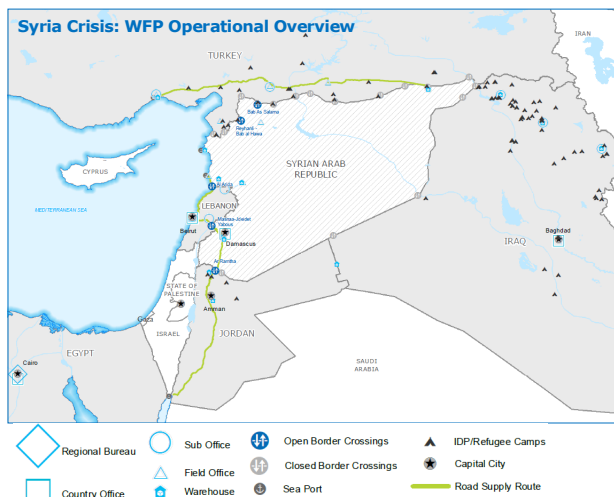 Syria Crisis: WFP Operational Overview
IRAN
TURKEY
Bab As Salama
Reyhanli -
Bab al Hawa
SYRIAN ARAB
REPUBLIC
CYPRUS
MEDITERRANEAN SEA
LEBANON
Beirut
Masnaa-Jdeidet
Yabous
Damascus
Baghdad
IRAQ
Al Ramtha
STATE OF
PALESTINE
Amman
Gaza
ISRAEL
JORDAN
EGYPT
Cairo
SAUDI
ARABIA
Regional Bureau
Sub Office
Open Border Crossings
IDP/Refugee Camps
Field Office
Closed Border Crossings
Capital City
Country Office
Warehouse
Sea Port
Road Supply Route